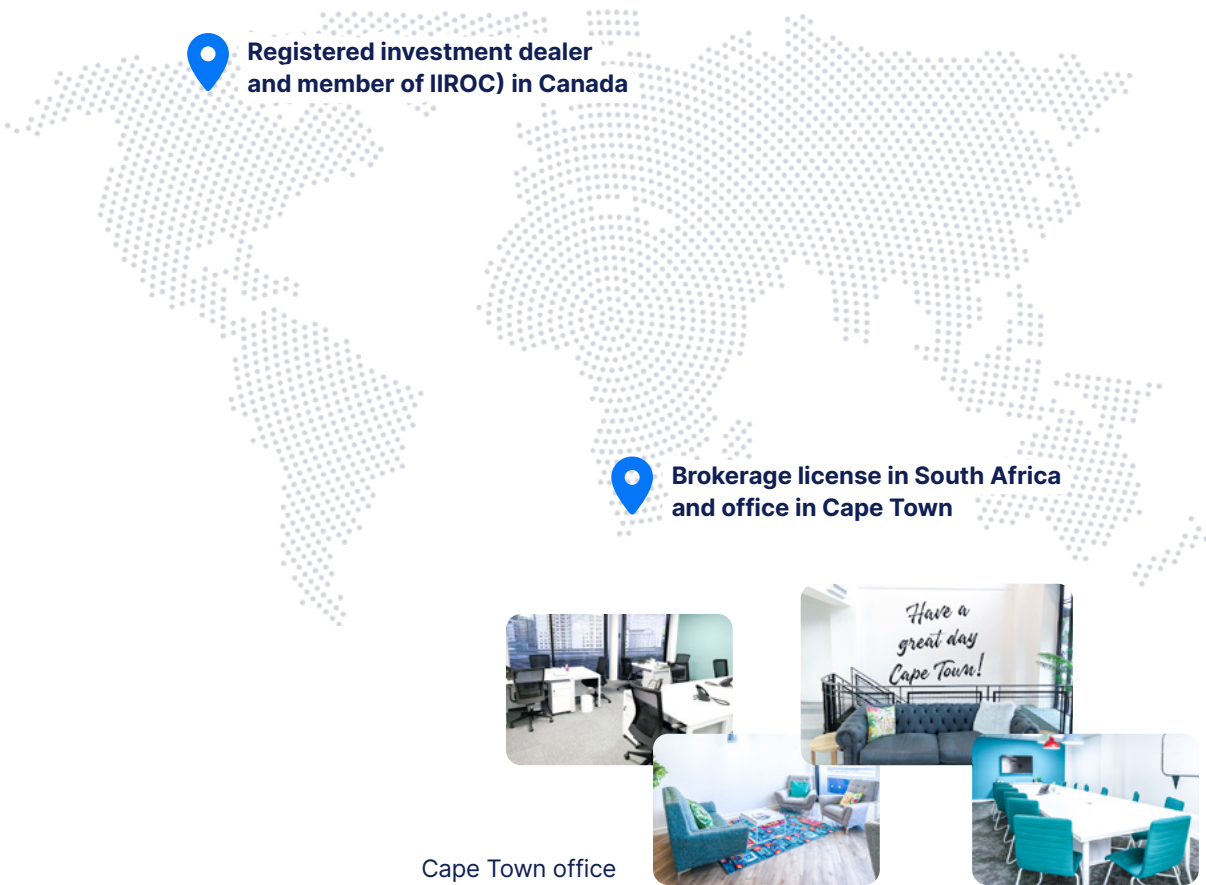 Registered investment dealer
and member of IIROC) in Canada
Brokerage license in South Africa
and office in Cape Town
Have a
great day
Cape Town!
Cape Town office